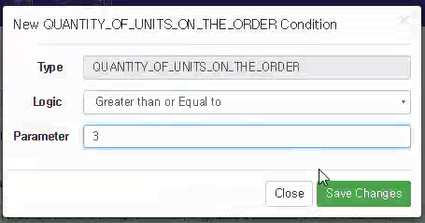 New QUANTITY_OF_UNITS_ON_THE_ORDER Condition
Type QUANTITY_OF_UNITS_ON_THE_ORDER
Logic Greater than or Equal to
Parameter 3
Close Save Changes